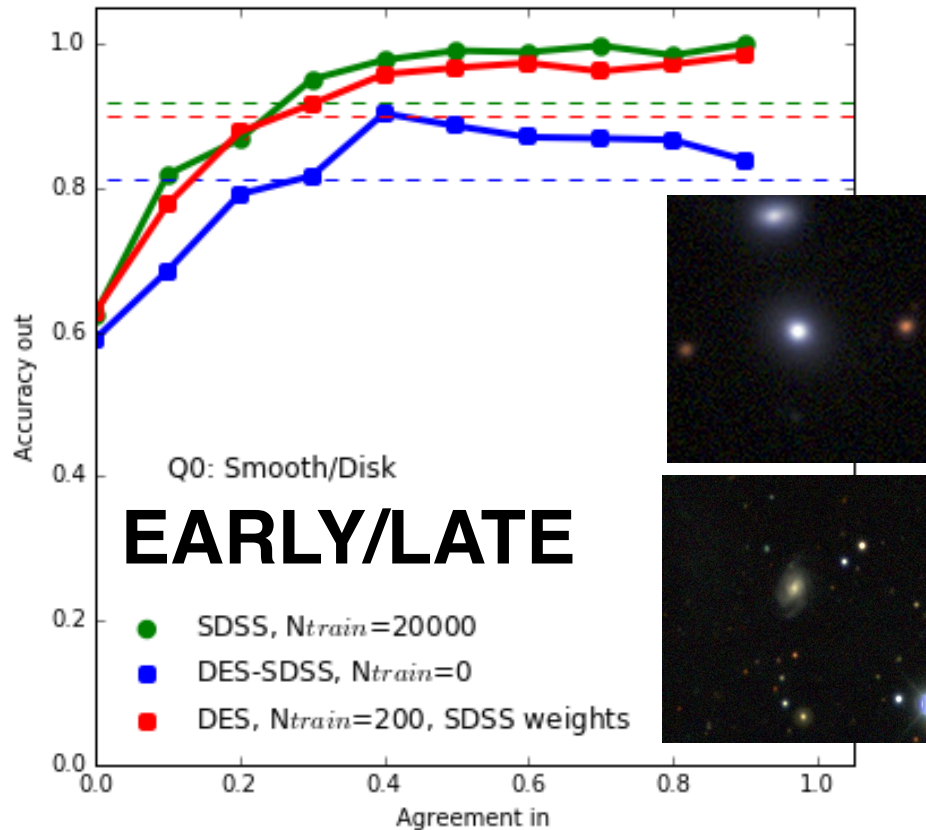 1.0
0.8
0.6
0.4
0.2
0.0
Accuracy out
Q0: Smooth/Disk
EARLY/LATE
SDSS, Ntrain=20000
DES-SDSS, Ntrain=0
DES, Ntrain=200, SDSS weights
0.0 0.2 0.4 0.6 0.8 1.0
Agreement in